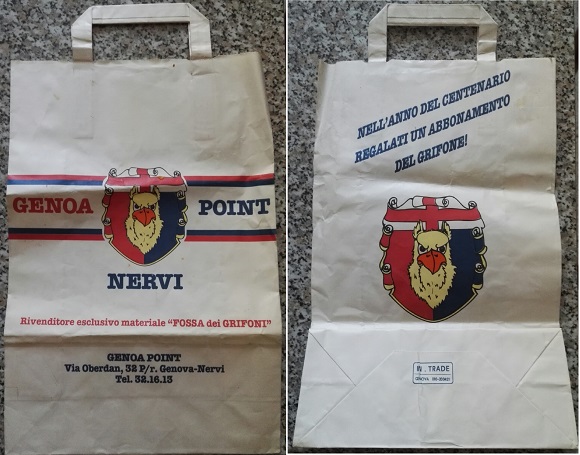 GENOA POINT
NERVI
Rivenditore esclusivo materiale "FOSSA dei GRIFONI"
GENOA POINT
Via Oberdan, 32 P/r. Genova-Nervi
Tel. 32.16.13
NELL'ANNO DEL CENTENARIO
REGALATI UN ABBONAMENTO
DEL GRIFONE!
TRADE
GENOVA